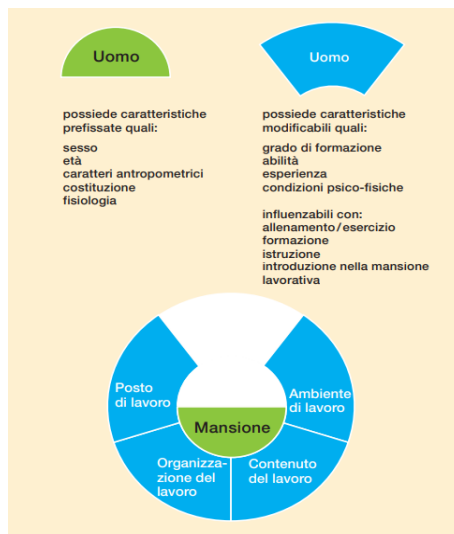 Uomo
possiede caratteristiche
prefissate quali:
sesso
età
caratteri antropometrici
costituzione
fisiologia
Uomo
possiede caratteristiche
modificabili quali:
grado di formazione
abilità
esperienza
condizioni psico-fisiche
influenzabili con:
allenamento/esercizio
formazione
istruzione
introduzione nella mansione
lavorativa
Posto
di lavoro
Ambiente
di lavoro
Mansione
Organizza-
zione del
lavoro
Contenuto
del lavoro